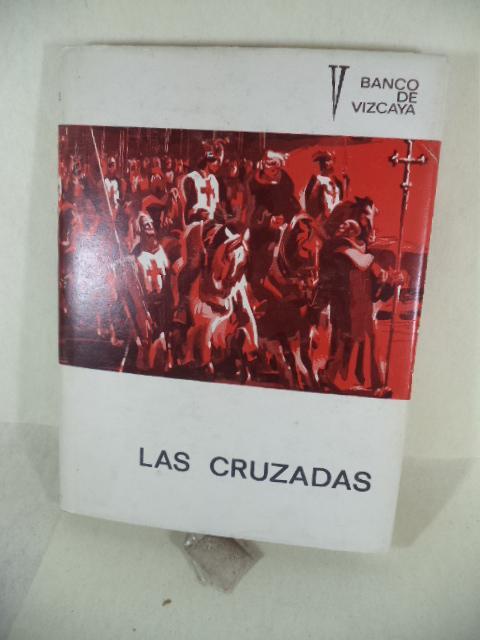 V BANCO
DE
VIZCAYA
LAS CRUZADAS